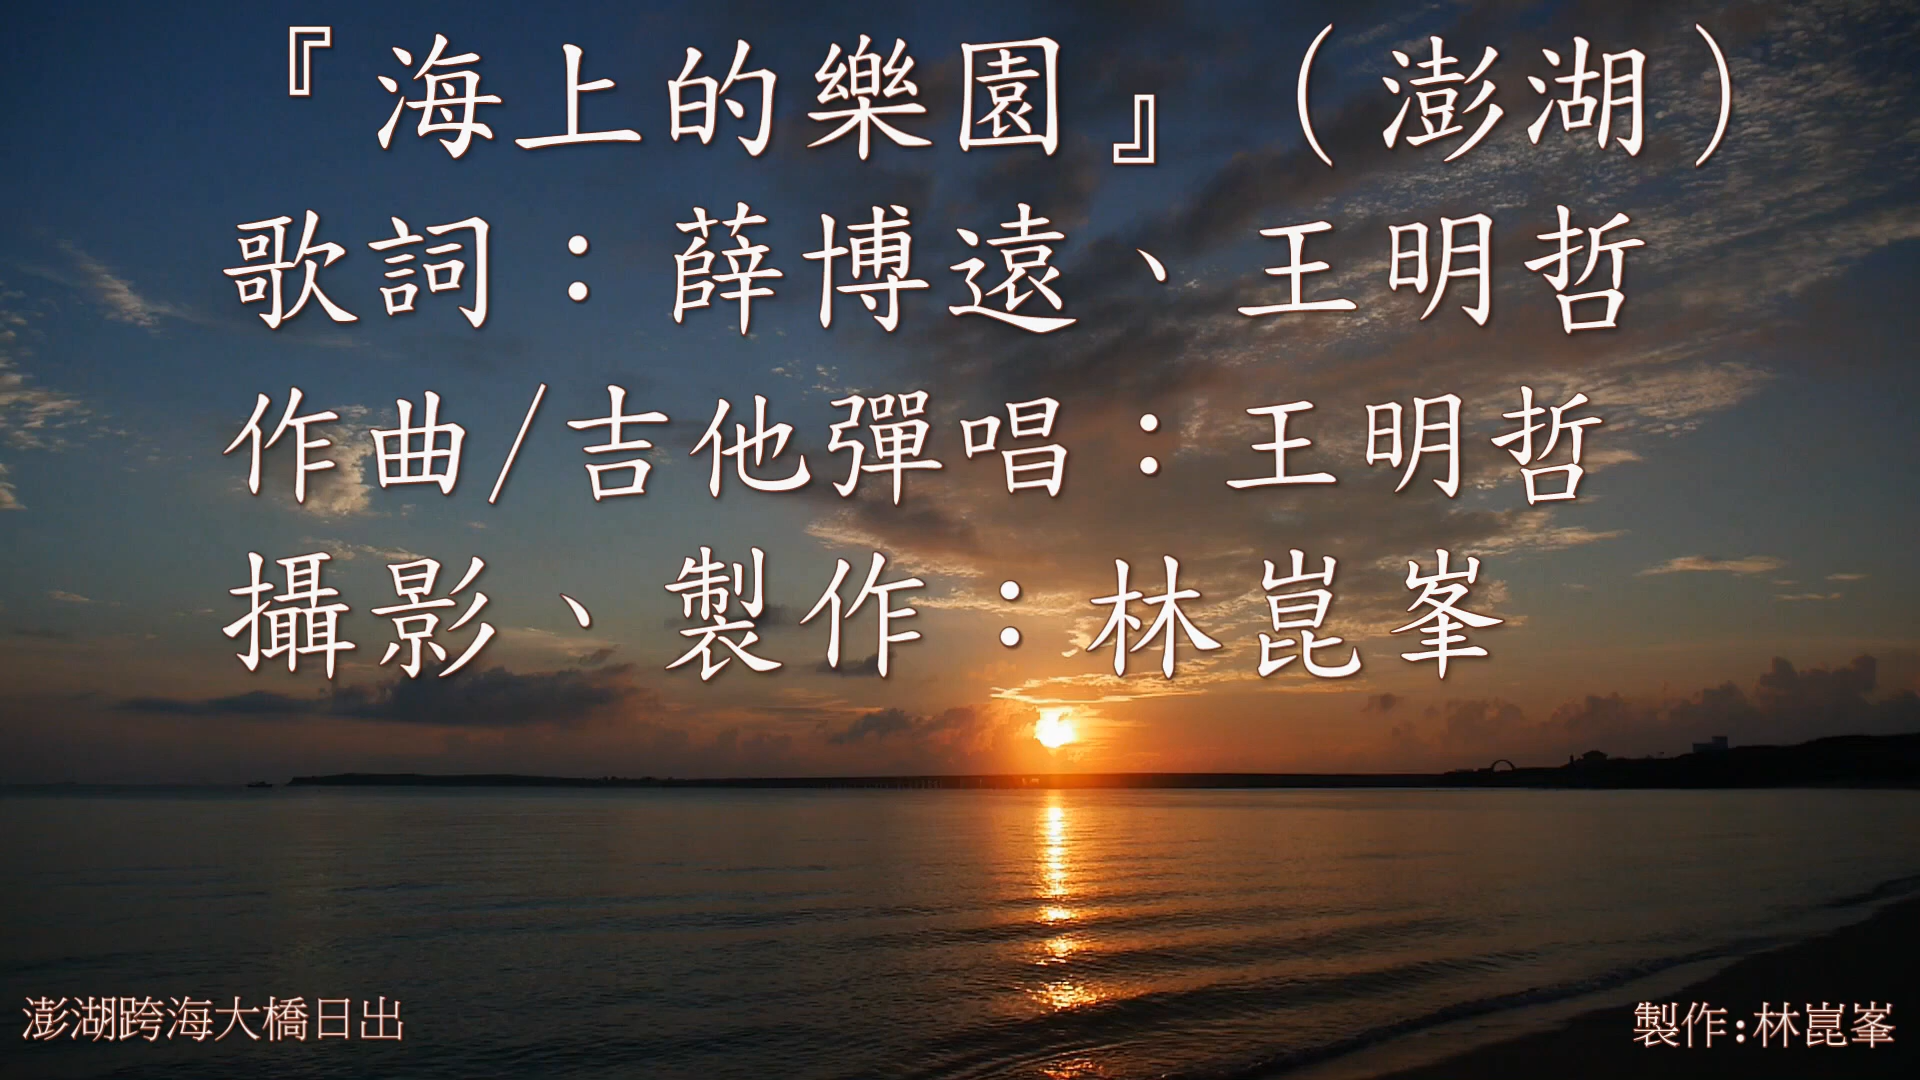 『海上的樂園』（澎湖）
歌詞：薛博遠、王明哲
作曲/吉他彈唱：王明哲
攝影、製作：林崑峯
澎湖跨海大橋日出
製作:林崑峯